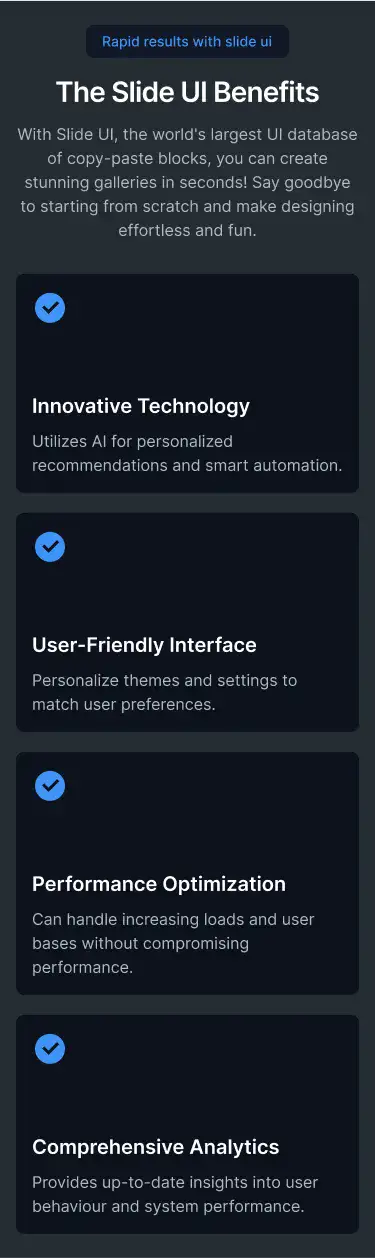 Rapid results with slide ui
The Slide UI Benefits
With Slide UI, the world's largest UI database
of copy-paste blocks, you can create
stunning galleries in seconds! Say goodbye
to starting from scratch and make designing
effortless and fun.
Innovative Technology
Utilizes AI for personalized
recommendations and smart automation.
User-Friendly Interface
Personalize themes and settings to
match user preferences.
Performance Optimization
Can handle increasing loads and user
bases without compromising
performance.
Comprehensive Analytics
Provides up-to-date insights into user
behaviour and system performance.